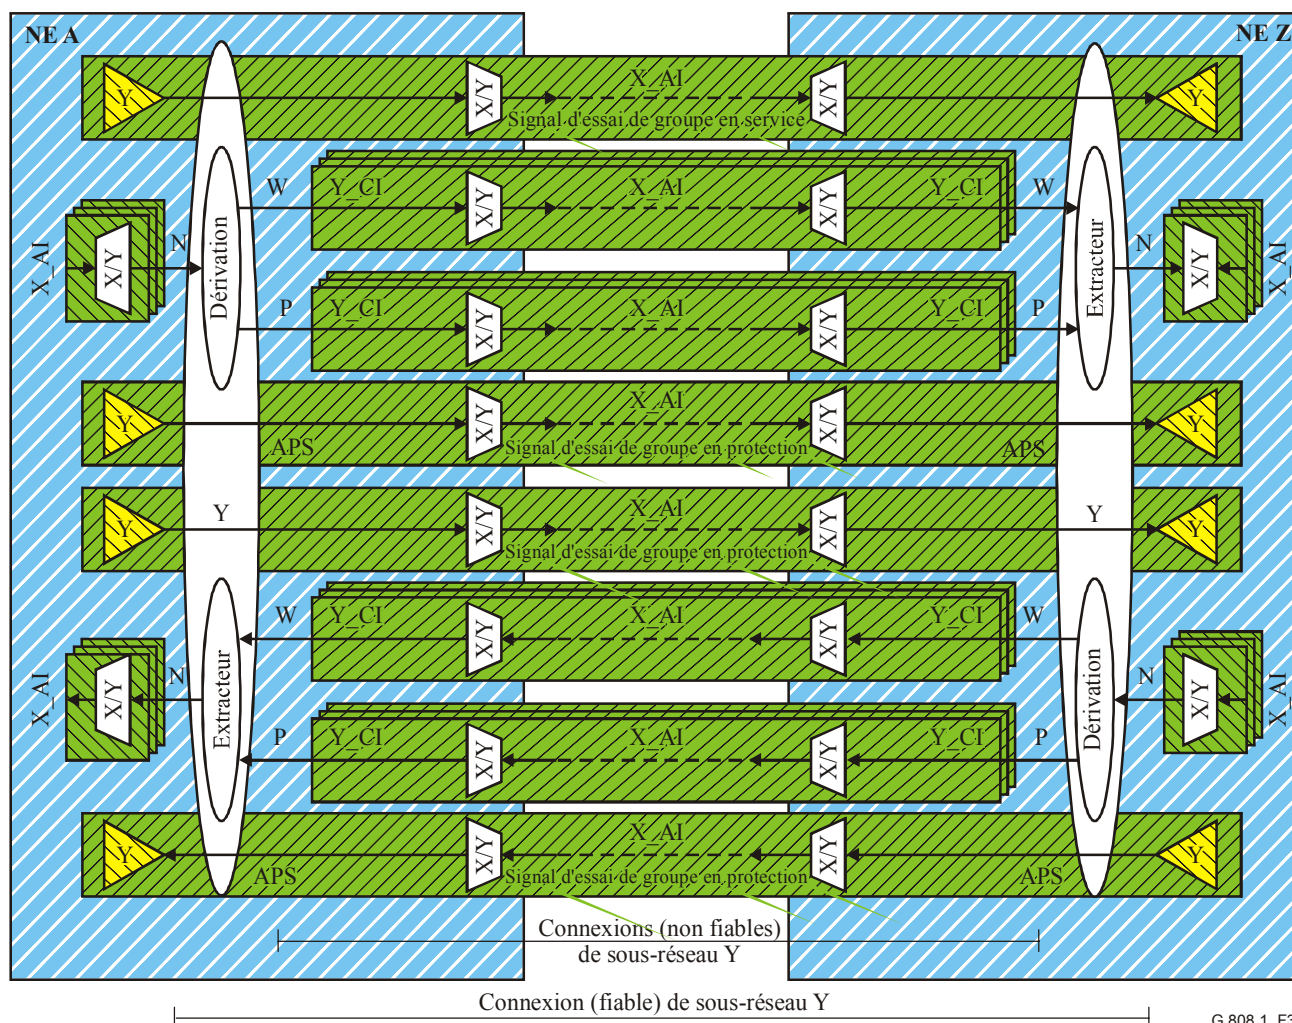 NE A
NE Z
Y
X/Y
X_AI
X/Y
Y
Signal d'essai de groupe en service
W
Y_CI
X/Y
X_AI
X/Y
Y_CI
W
X_AI
X/Y
N
Dérivation
Extracteur
N
X/Y
X_AI
P
Y_CI
X/Y
X_AI
X/Y
Y_CI
P
Y
X/Y
X_AI
X/Y
Y
APS
Signal d'essai de groupe en protection
APS
Y
Y
X/Y
X_AI
X/Y
Y
Y
Signal d'essai de groupe en protection
W
Y_CI
X/Y
X_AI
X/Y
Y_CI
W
X_AI
X/Y
N
Extracteur
Dérivation
N
X/Y
X_AI
P
Y_CI
X/Y
X_AI
X/Y
Y_CI
P
Y
X/Y
X_AI
X/Y
Y
APS
Signal d'essai de groupe en protection
APS
Connexions (non fiables)
de sous-réseau Y
Connexion (fiable) de sous-réseau Y